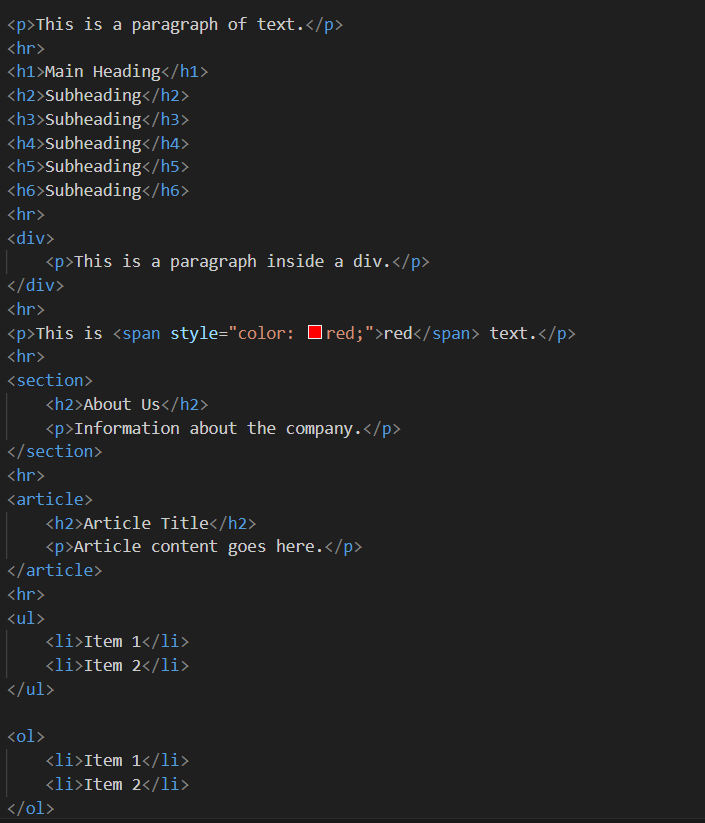 <p>This is a paragraph of text.</p>
<hr>
<h1>Main Heading</h1>
<h2>Subheading</h2>
<h3>Subheading</h3>
<h4>Subheading</h4>
<h5>Subheading</h5>
<h6>Subheading</h6>
<hr>
<div>
    <p>This is a paragraph inside a div.</p>
</div>
<hr>
<p>This is <span style="color: red;">red</span> text.</p>
<hr>
<section>
    <h2>About Us</h2>
    <p>Information about the company.</p>
</section>
<hr>
<article>
    <h2>Article Title</h2>
    <p>Article content goes here.</p>
</article>
<hr>
<ul>
    <li>Item 1</li>
    <li>Item 2</li>
</ul>

<ol>
    <li>Item 1</li>
    <li>Item 2</li>
</ol>